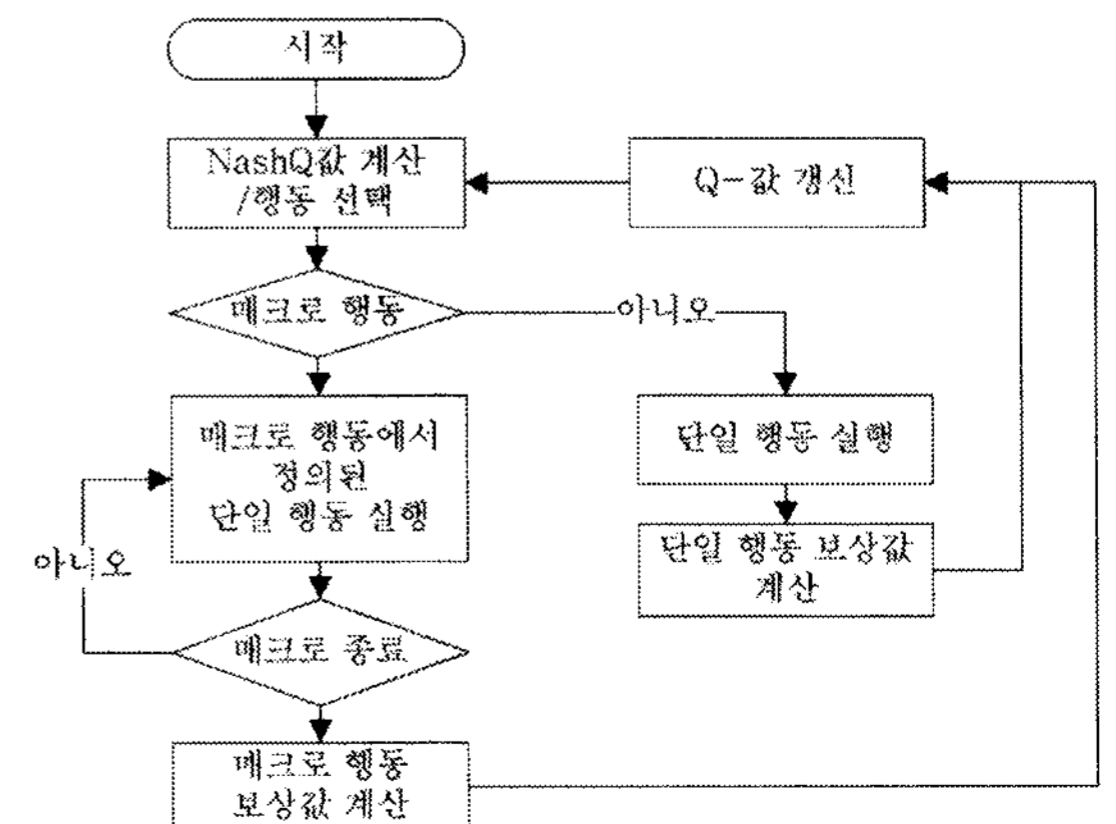 시작
NashQ값 계산
/행동 선택
Q-값 갱신
매크로 행동
아니오
매크로 행동에서
정의된
단일 행동 실행
단일 행동 실행
단일 행동 보상값
계산
아니오
매크로 종료
매크로 행동
보상값 계산